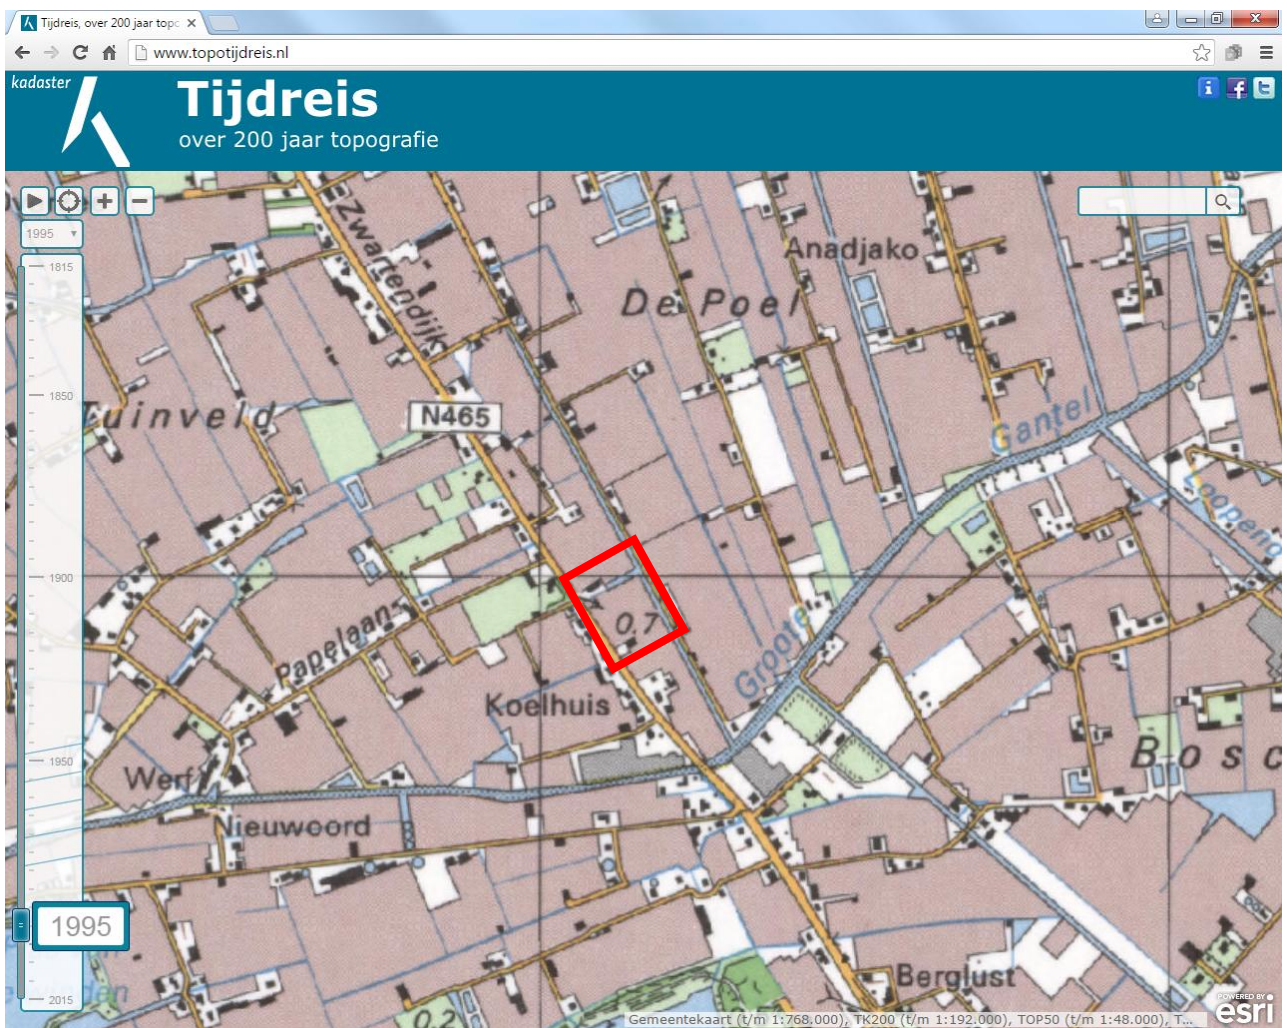 Tijdreis, over 200 jaar topo
www.topotijdreis.nl
kadaster
Tijdreis
over 200 jaar topografie
1995
1815
1850
1900
1950
1995
2015
Zwartendijk
Anadjako
De Poel
Tuinveld
N465
Gantel
Loopend
Papelaan
0.7
Groote
Koelhuis
Werf
Bosc
Nieuwoord
Berglust
0.2
Gemeentekaart (t/m 1:768.000), TK200 (t/m 1:192.000), TOP50 (t/m 1:48.000), T...
POWERED BY
esri